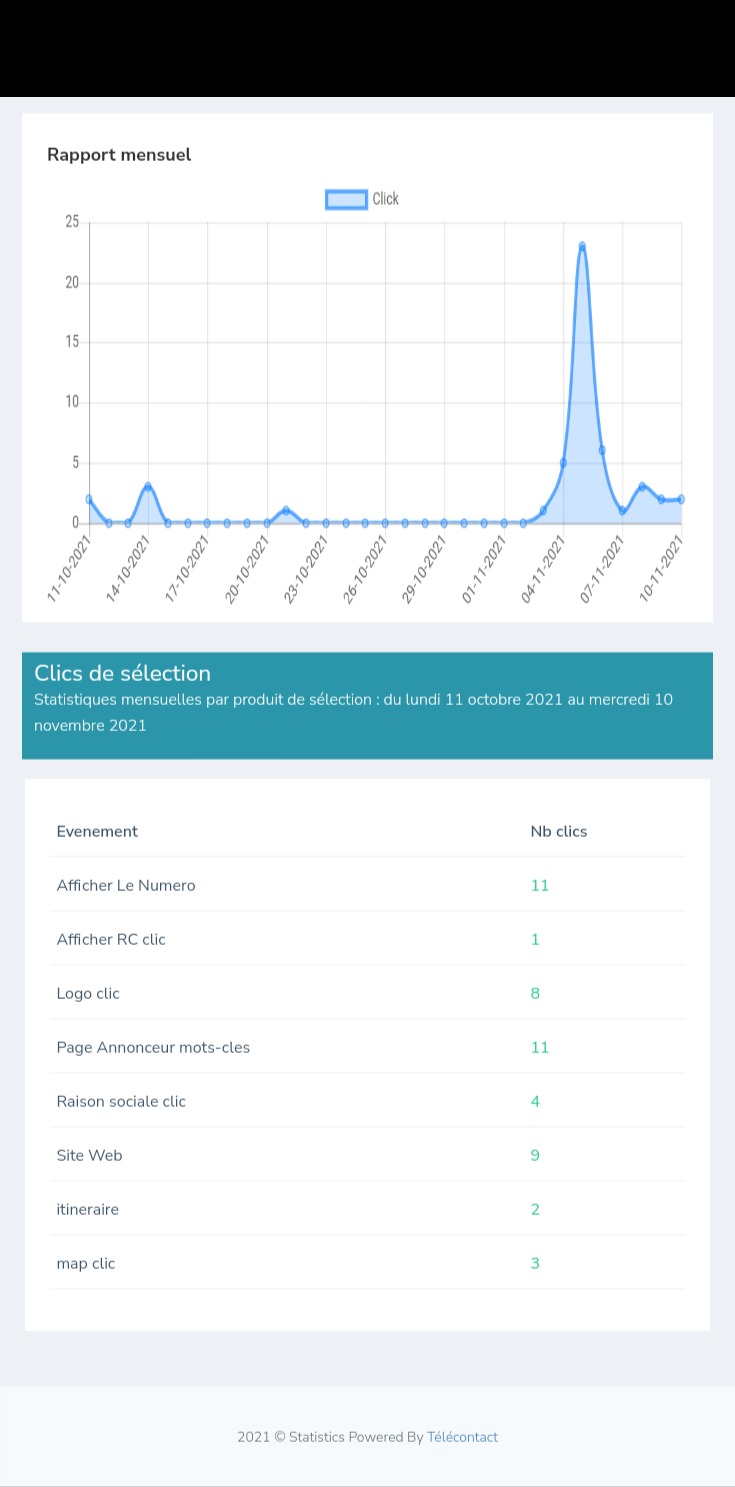 Rapport mensuel
Click
25
20
15
10
5
0
11-10-2021
14-10-2021
17-10-2021
20-10-2021
23-10-2021
26-10-2021
29-10-2021
01-11-2021
04-11-2021
07-11-2021
10-11-2021
Clics de sélection
Statistiques mensuelles par produit de sélection : du lundi 11 octobre 2021 au mercredi 10
novembre 2021
Evenement Nb clics
Afficher Le Numero 11
Afficher RC clic 1
Logo clic 8
Page Annonceur mots-cles 11
Raison sociale clic 4
Site Web 9
itineraire 2
map clic 3
2021 © Statistics Powered By Télécontact